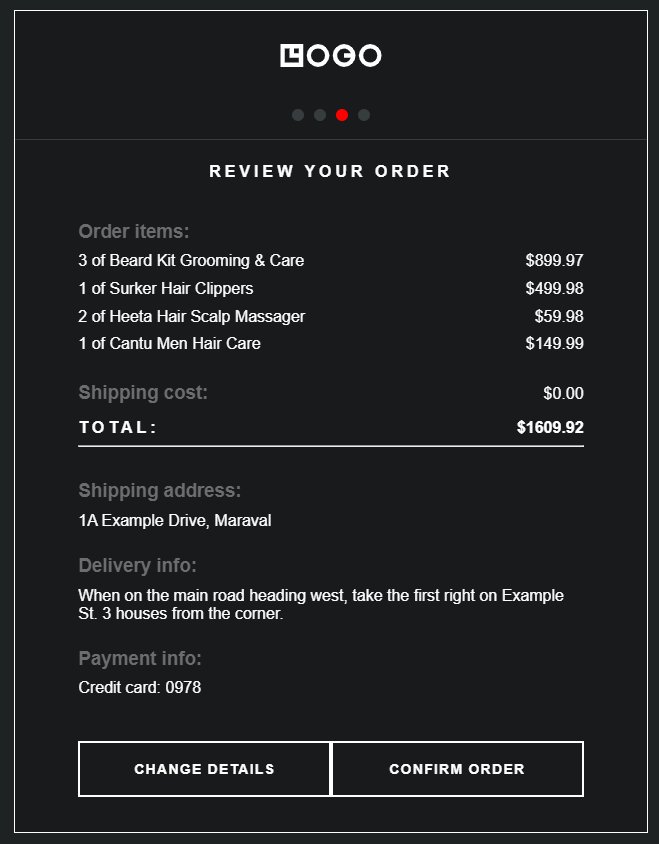 LOGO
REVIEW YOUR ORDER
Order items:
3 of Beard Kit Grooming & Care $899.97
1 of Surker Hair Clippers $499.98
2 of Heeta Hair Scalp Massager $59.98
1 of Cantu Men Hair Care $149.99
Shipping cost: $0.00
TOTAL: $1609.92
Shipping address:
1A Example Drive, Maraval
Delivery info:
When on the main road heading west, take the first right on Example
St. 3 houses from the corner.
Payment info:
Credit card: 0978
CHANGE DETAILS CONFIRM ORDER